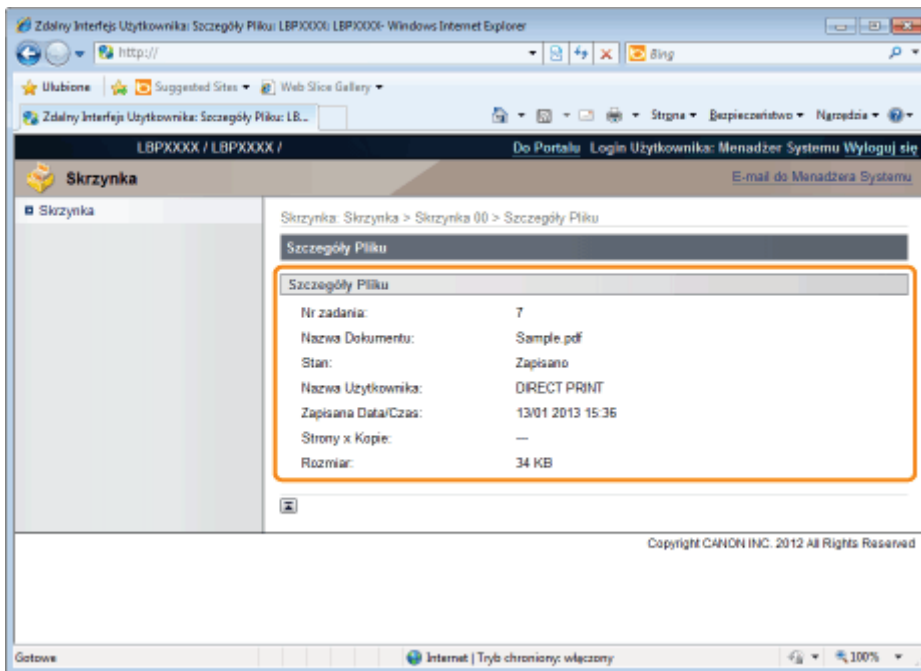 Zdalny Interfejs Użytkownika: Szczegóły Pliku: LBPXXXX: LBPXXXX- Windows Internet Explorer
http://
Bing
Ulubione Suggested Sites Web Slice Gallery
Zdalny Interfejs Użytkownika: Szczegóły Pliku: LB...
Strona Bezpieczeństwo Narzędzia
LBPXXXX / LBPXXXX /
Do Portalu Login Użytkownika: Menadżer Systemu Wyloguj się
Skrzynka
E-mail do Menadżera Systemu
Skrzynka
Skrzynka: Skrzynka > Skrzynka 00 > Szczegóły Pliku
Szczegóły Pliku
Szczegóły Pliku
Nr zadania: 7
Nazwa Dokumentu: Sample.pdf
Stan: Zapisano
Nazwa Użytkownika: DIRECT PRINT
Zapisana Data/Czas: 13/01 2013 15:36
Strony x Kopie: —
Rozmiar: 34 KB
Copyright CANON INC. 2012 All Rights Reserved
Gotowe
Internet | Tryb chroniony: włączony
100%